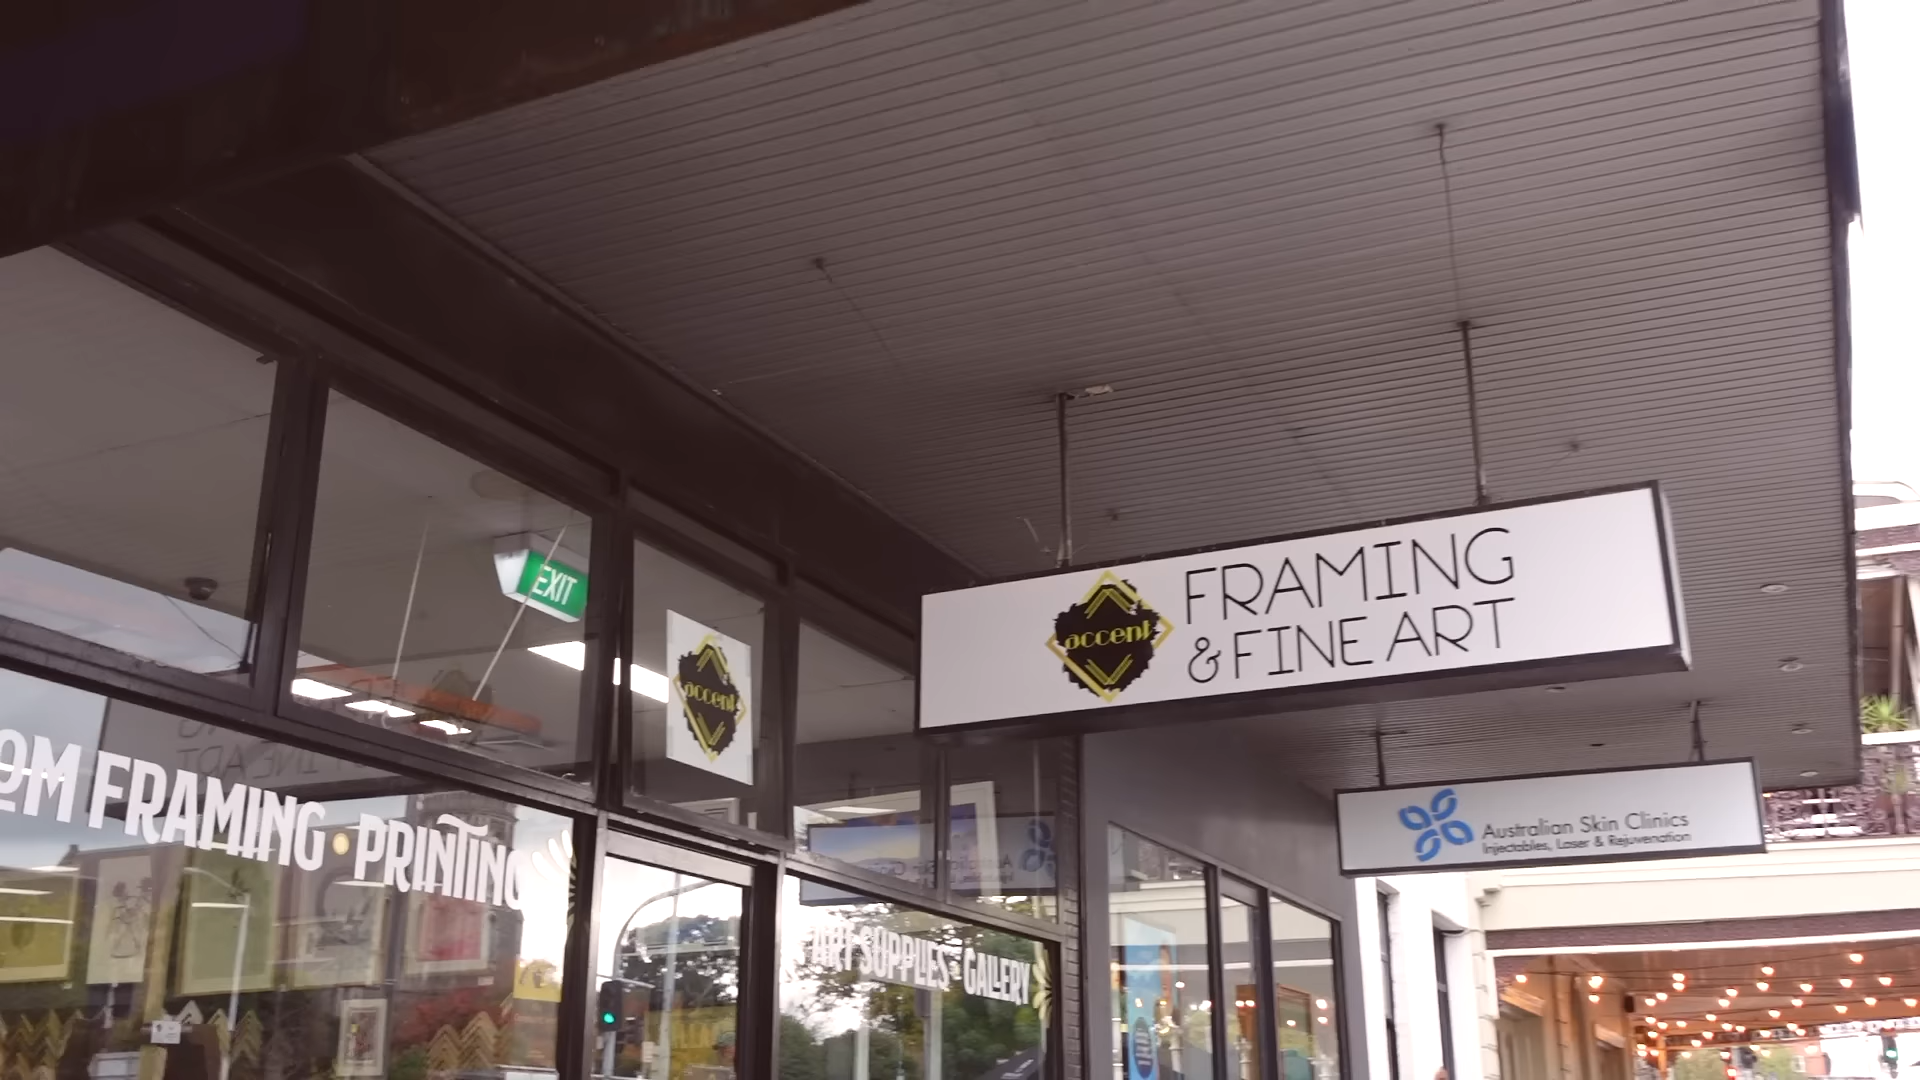 EXIT
accent
FRAMING
& FINE ART
accent
Australian Skin Clinics
Injectables, Laser & Rejuvenation
OM FRAMING • PRINTING
ART SUPPLIES • GALLERY